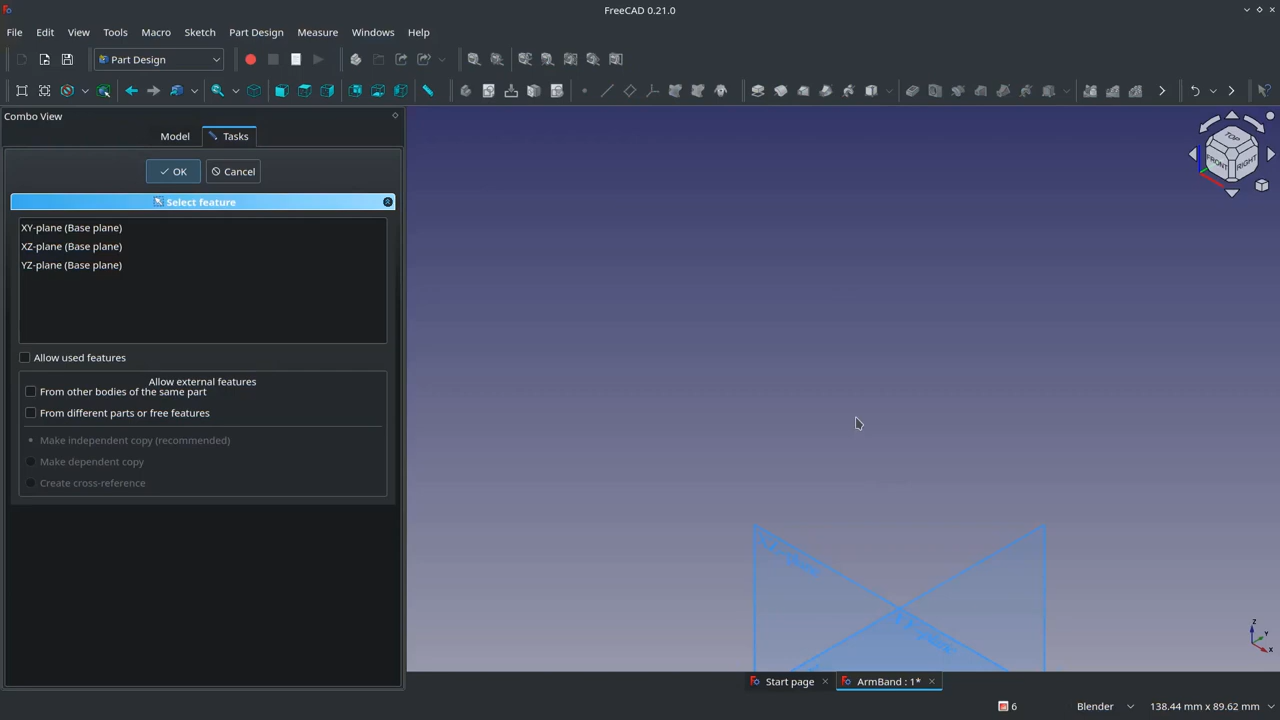 FreeCAD 0.21.0
File Edit View Tools Macro Sketch Part Design Measure Windows Help
Part Design
Combo View
Model Tasks
OK Cancel
Select feature
XY-plane (Base plane)
XZ-plane (Base plane)
YZ-plane (Base plane)
Allow used features
Allow external features
From other bodies of the same part
From different parts or free features
Make independent copy (recommended)
Make dependent copy
Create cross-reference
TOP
FRONT RIGHT
Z
Y
X
Start page ArmBand : 1*
6 Blender 138.44 mm x 89.62 mm